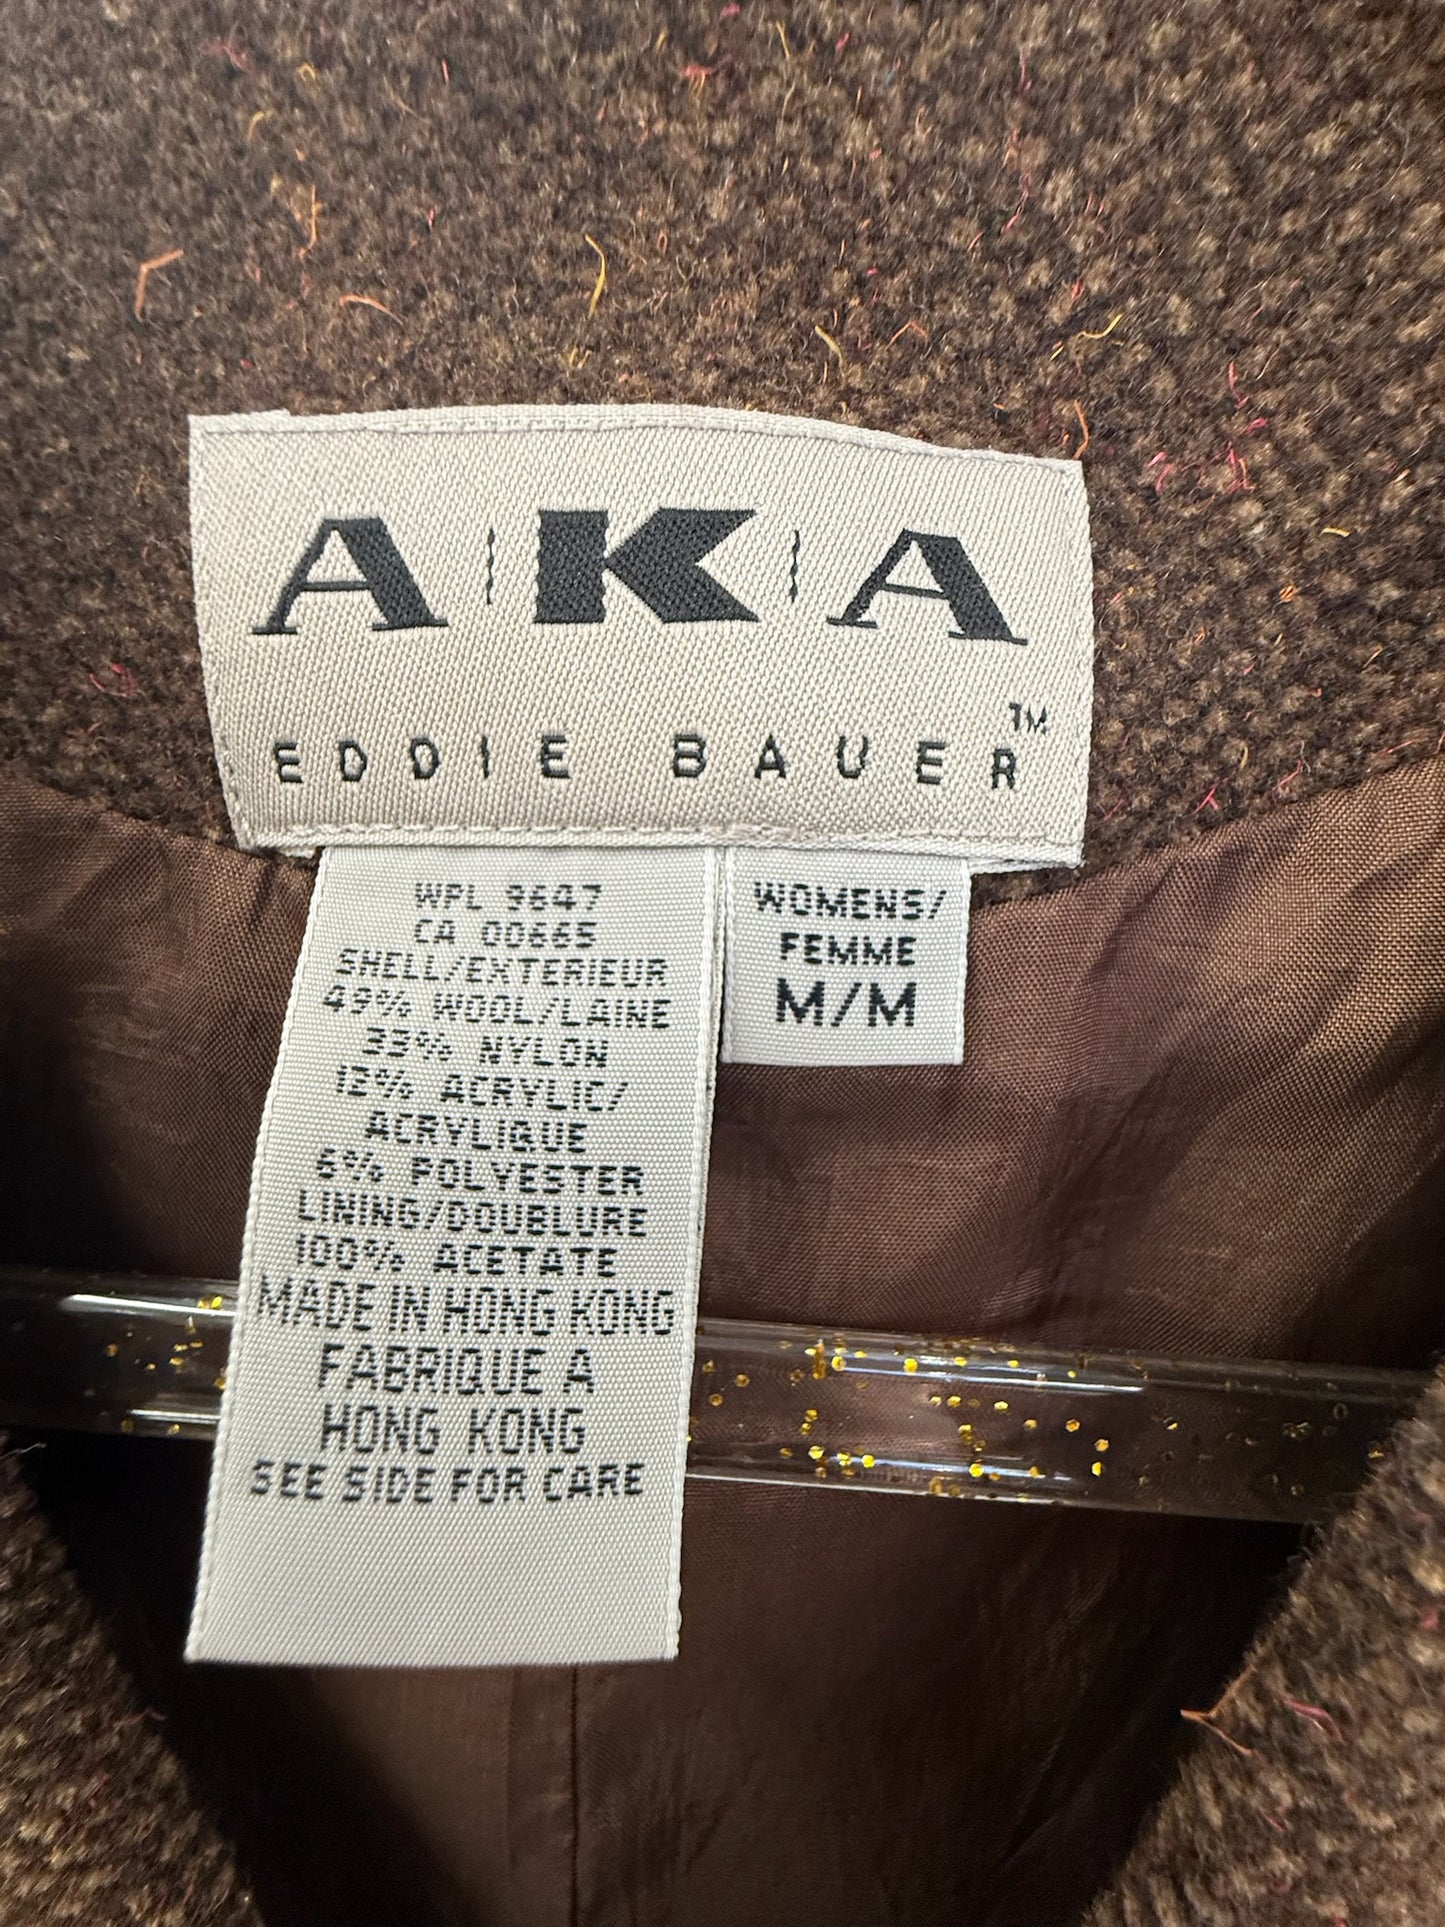 A|K|A
EDDIE BAUER™
WPL 9647
CA 00665
SHELL/EXTERIEUR
49% WOOL/LAINE
33% NYLON
12% ACRYLIC/
ACRYLIQUE
6% POLYESTER
LINING/DOUBLURE
100% ACETATE
MADE IN HONG KONG
FABRIQUE A
HONG KONG
SEE SIDE FOR CARE
WOMENS/
FEMME
M/M